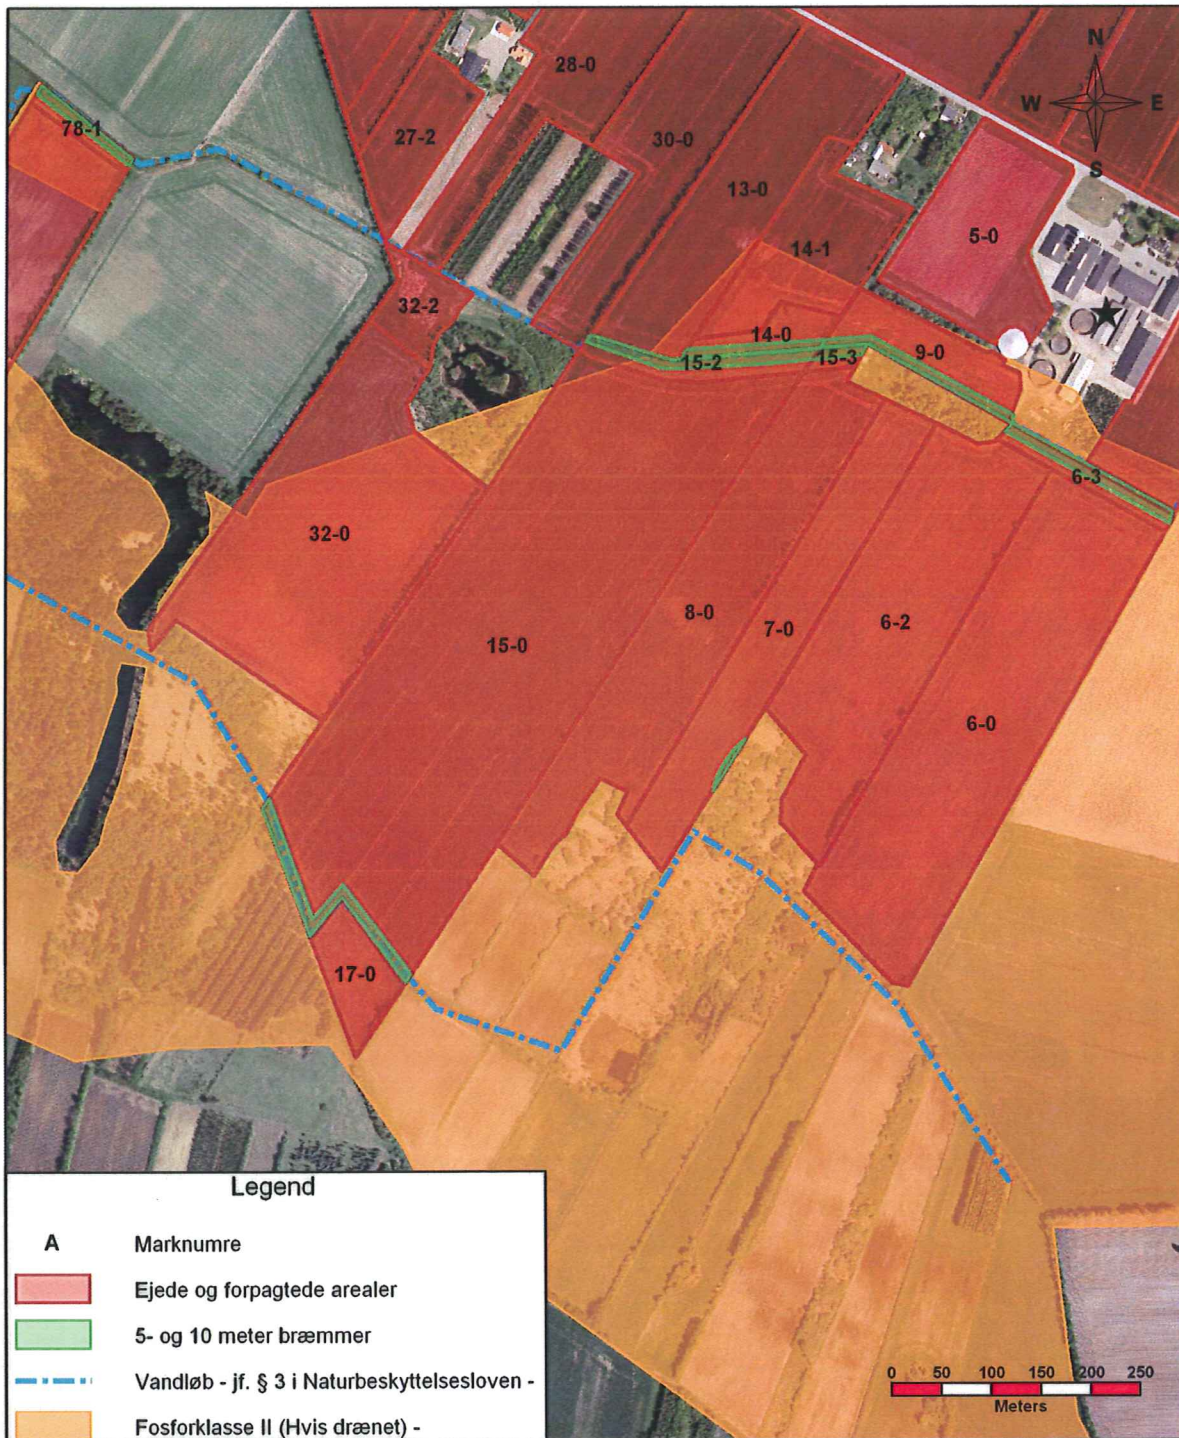 N
28-0
78-1
27-2
30-0
W
E
S
13-0
5-0
14-1
32-2
14-0
15-2
15-3
9-0
6-3
32-0
8-0
7-0
6-2
15-0
6-0
17-0
Legend
A Marknumre
Ejede og forpagtede arealer
5- og 10 meter bræmmer
Vandløb - jf. § 3 i Naturbeskyttelsesloven -
Fosforklasse II (Hvis drænet) -
0 50 100 150 200 250
Meters